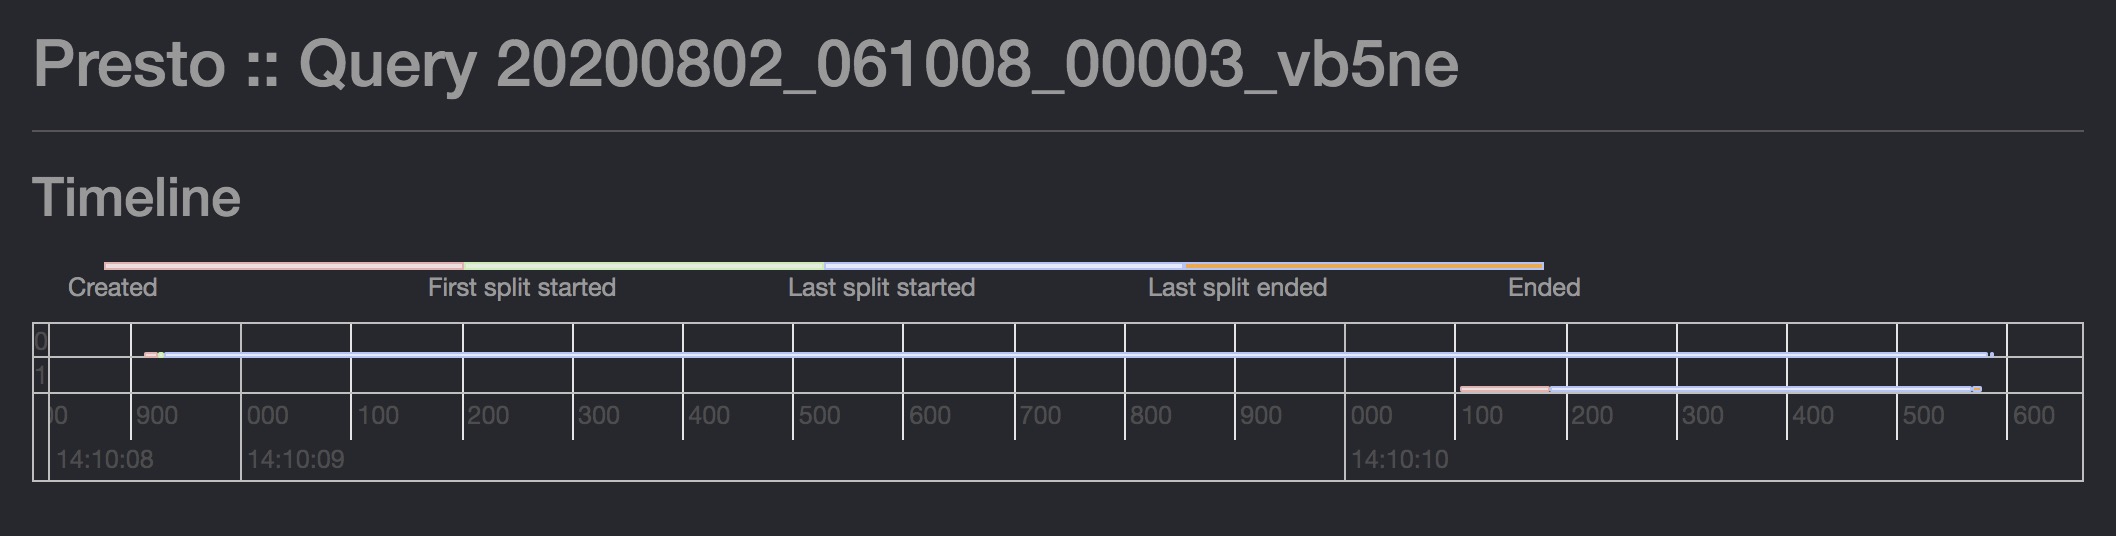 Presto :: Query 20200802_061008_00003_vb5ne
Timeline
Created First split started Last split started Last split ended Ended
0
1
00 900 000 100 200 300 400 500 600 700 800 900 000 100 200 300 400 500 600
14:10:08 14:10:09 14:10:10